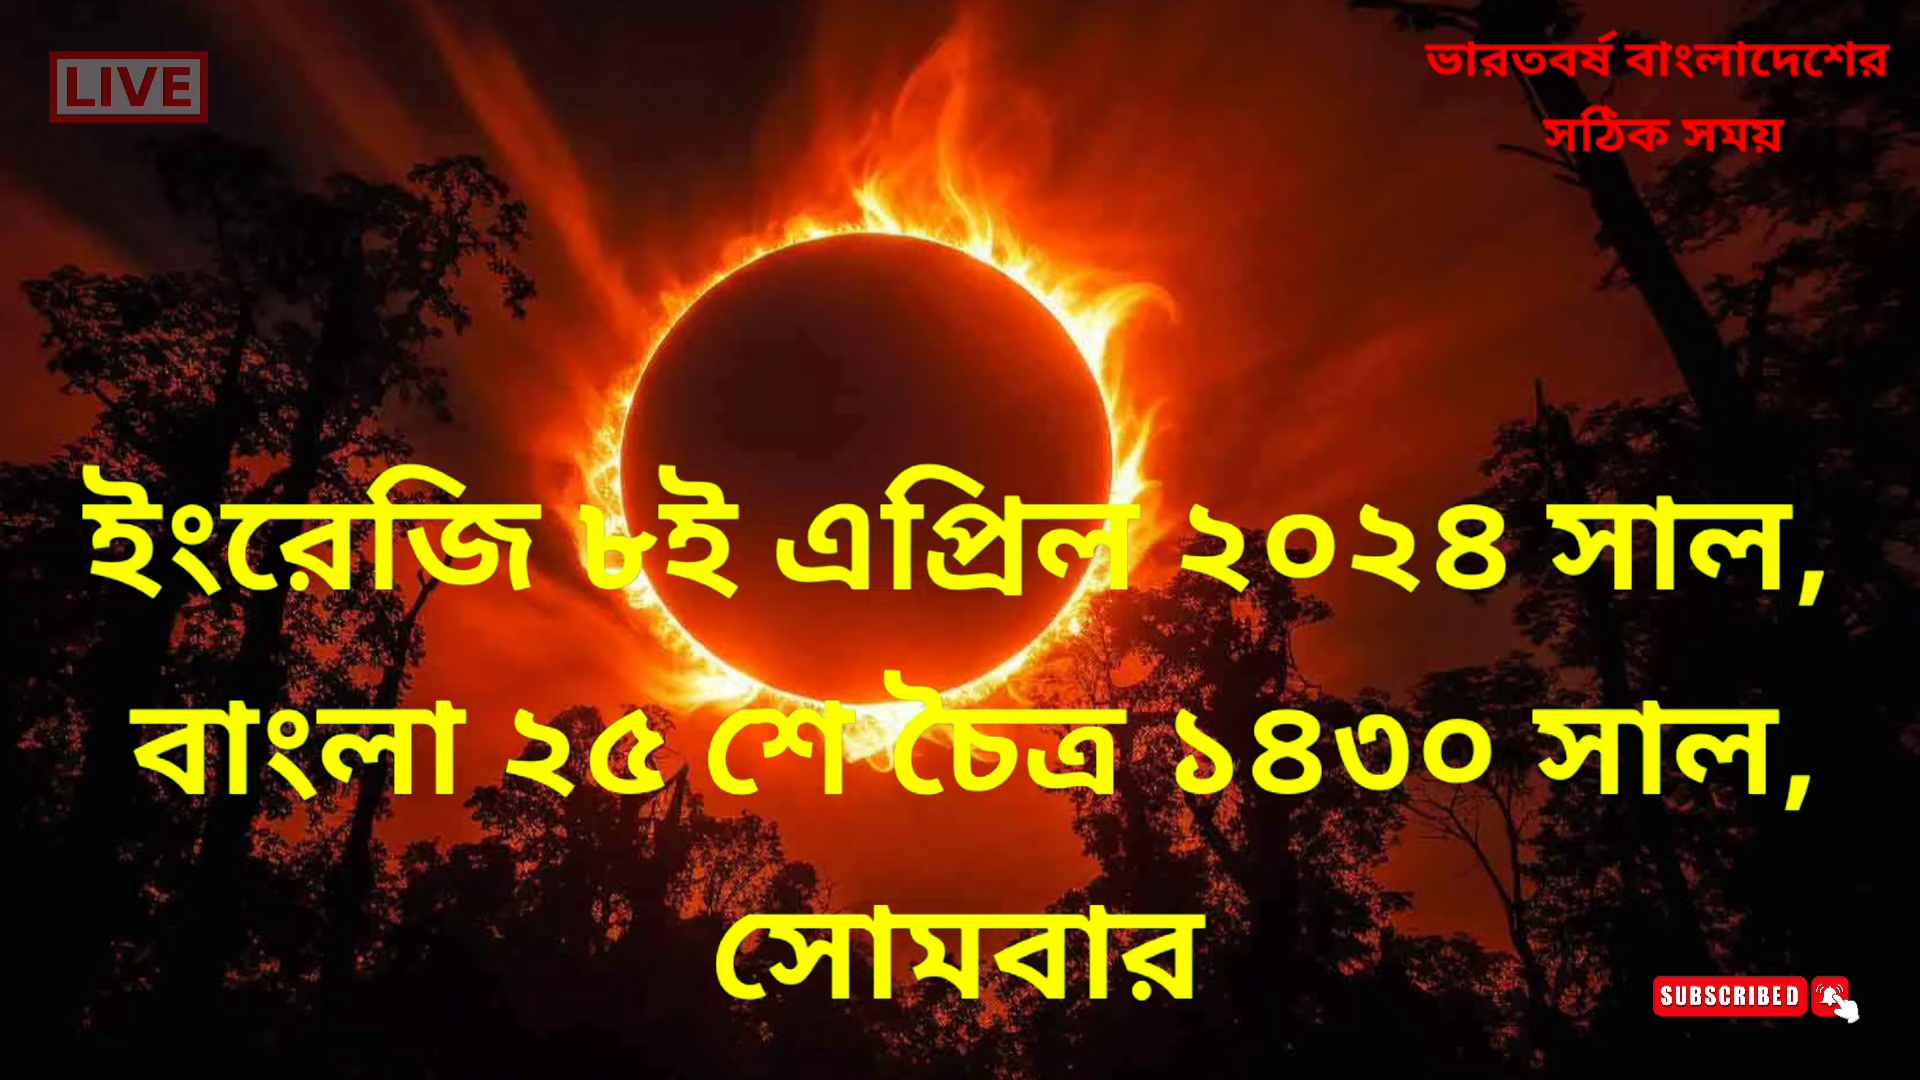 LIVE
ভারতবর্ষ বাংলাদেশের
সঠিক সময়
ইংরেজি ৮ই এপ্রিল ২০২৪ সাল,
বাংলা ২৫ শে চৈত্র ১৪৩০ সাল,
সোমবার
SUBSCRIBED